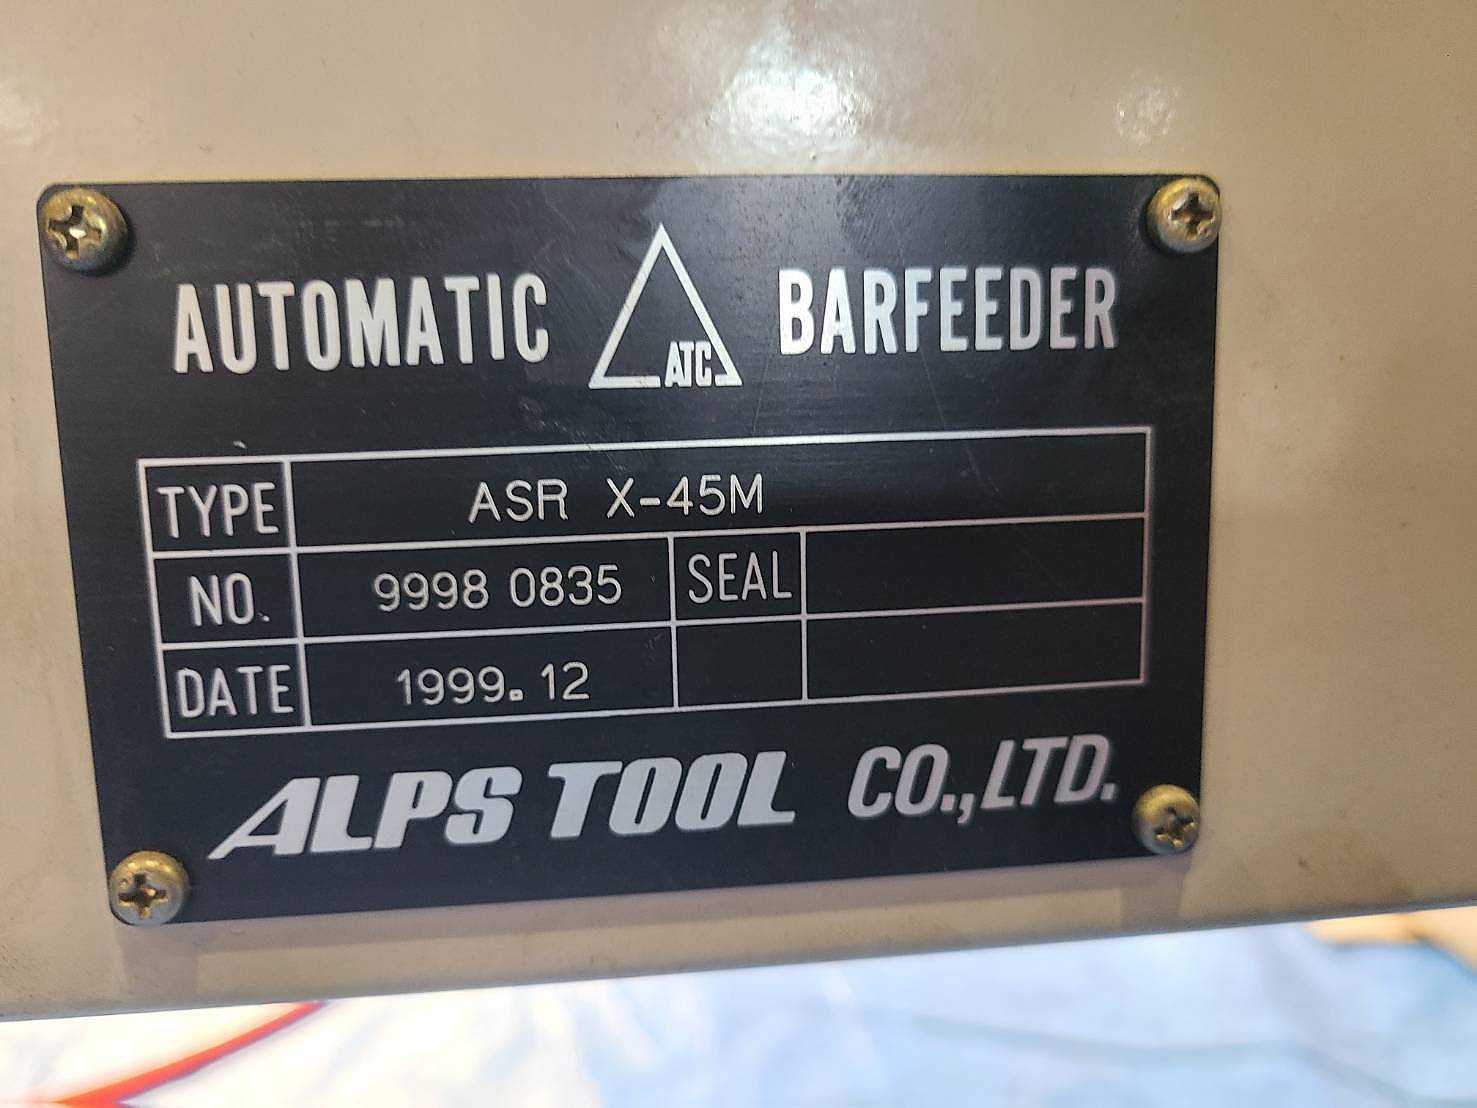 AUTOMATIC ATC BARFEEDER
TYPE ASR X-45M
NO. 9998 0835 SEAL
DATE 1999.12
ALPS TOOL CO.,LTD.